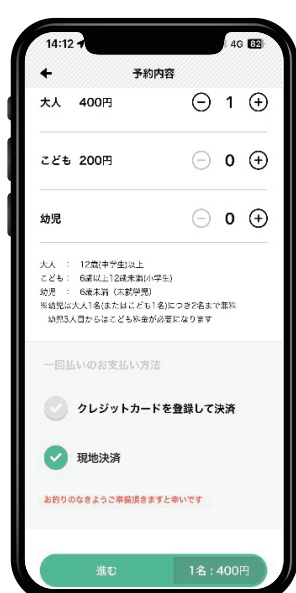 14:12 4G 62
予約内容
大人 400円 1
こども 200円 0
幼児 0
大人 : 12歳(中学生)以上
こども: 6歳以上12歳未満(小学生)
幼児 : 6歳未満(未就学児)
※幼児は大人1名(またはこども1名)につき2名まで無料
幼児3人目からはこども料金が必要になります
一回払いのお支払い方法
クレジットカードを登録して決済
現地決済
お釣りのなきようご準備頂きますと幸いです
進む 1名:400円